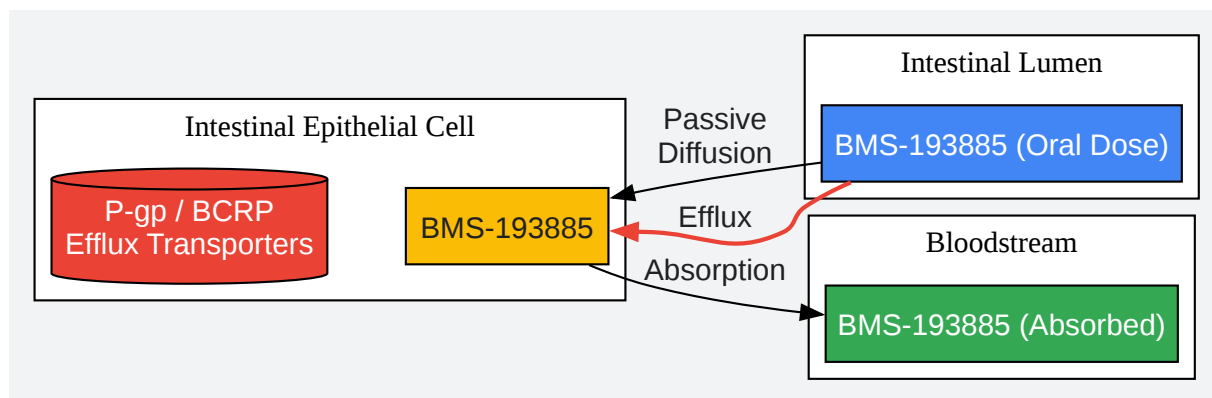 Intestinal Epithelial Cell
P-gp / BCRP
Efflux Transporters
BMS-193885
Passive
Diffusion
Efflux
Absorption
Intestinal Lumen
BMS-193885 (Oral Dose)
Bloodstream
BMS-193885 (Absorbed)